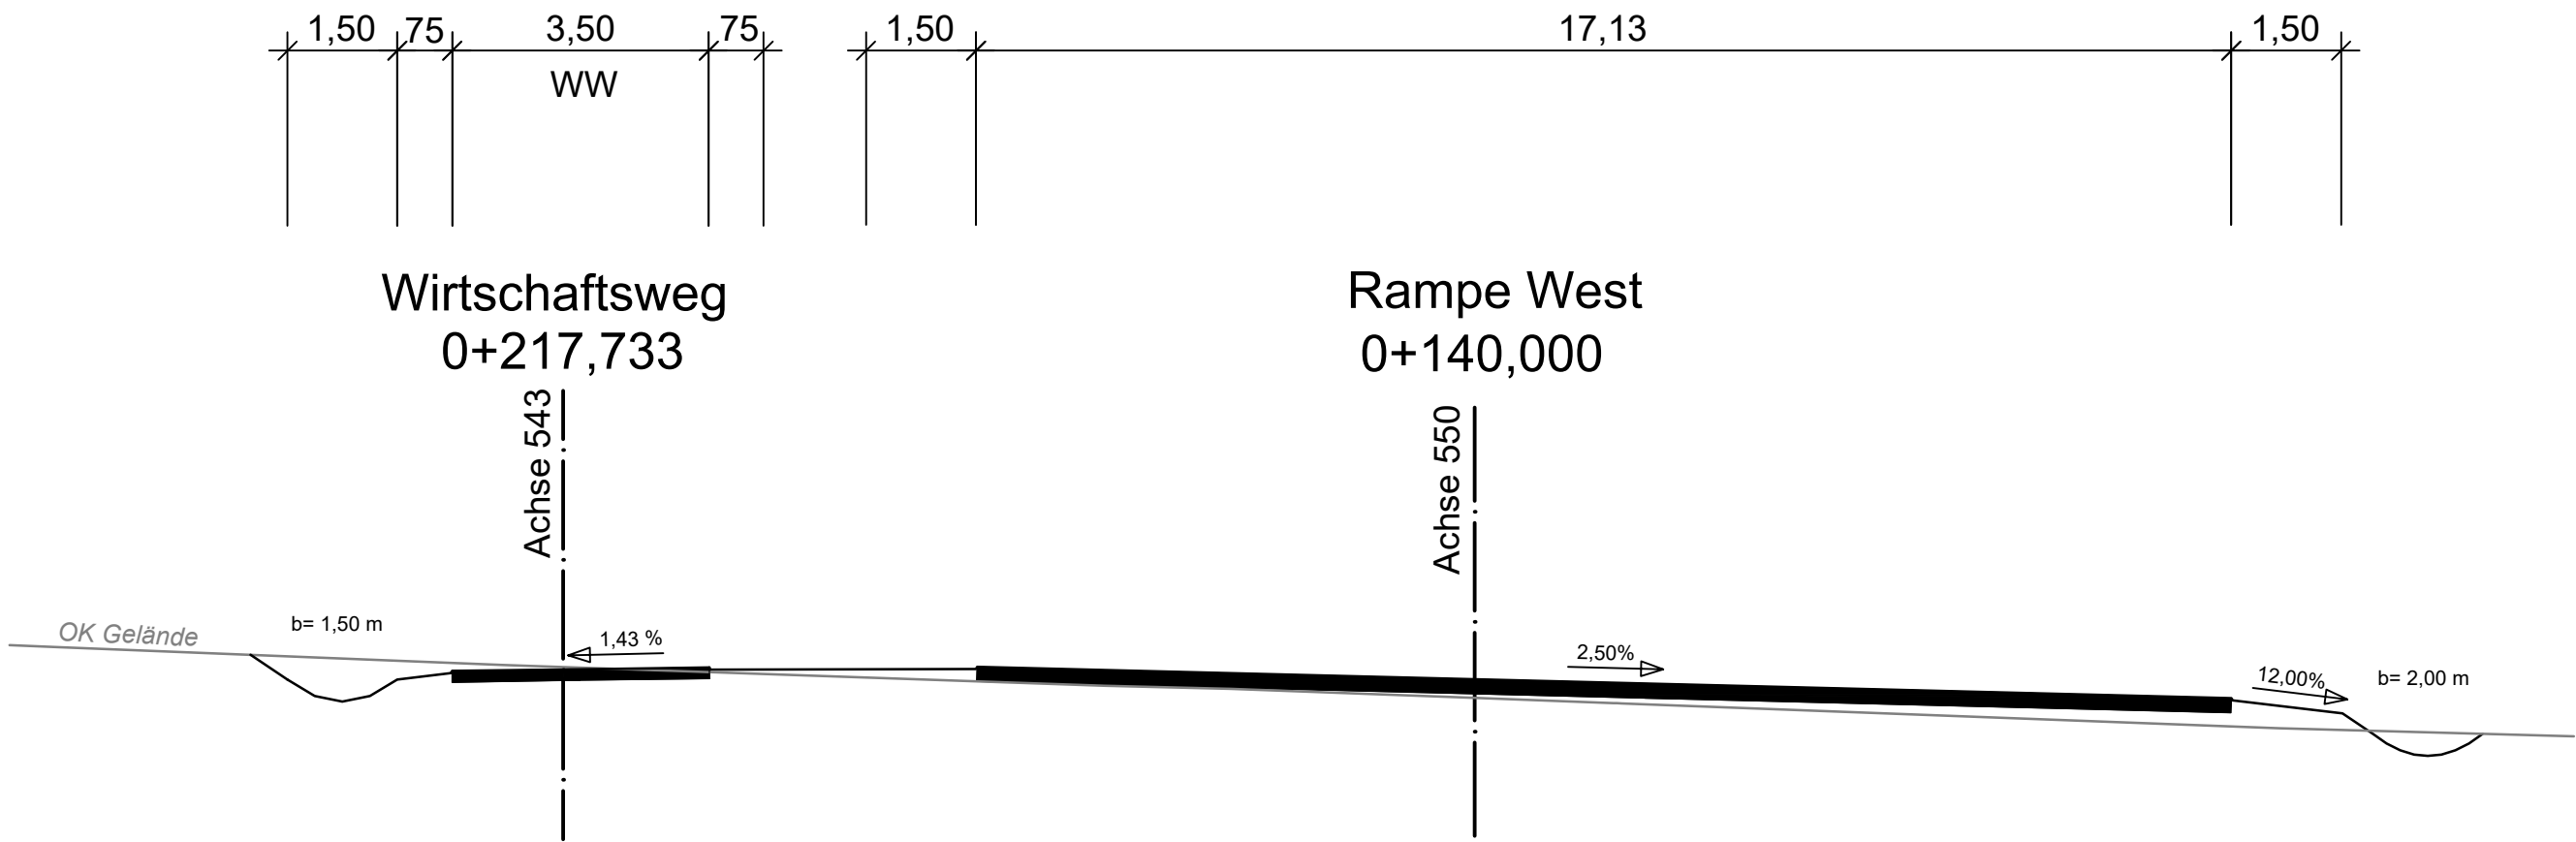 1,50 75 3,50 75 1,50 17,13 1,50
WW
Wirtschaftsweg
0+217,733
Rampe West
0+140,000
Achse 543
Achse 550
OK Gelände
b= 1,50 m
1,43 %
2,50%
12,00%
b= 2,00 m